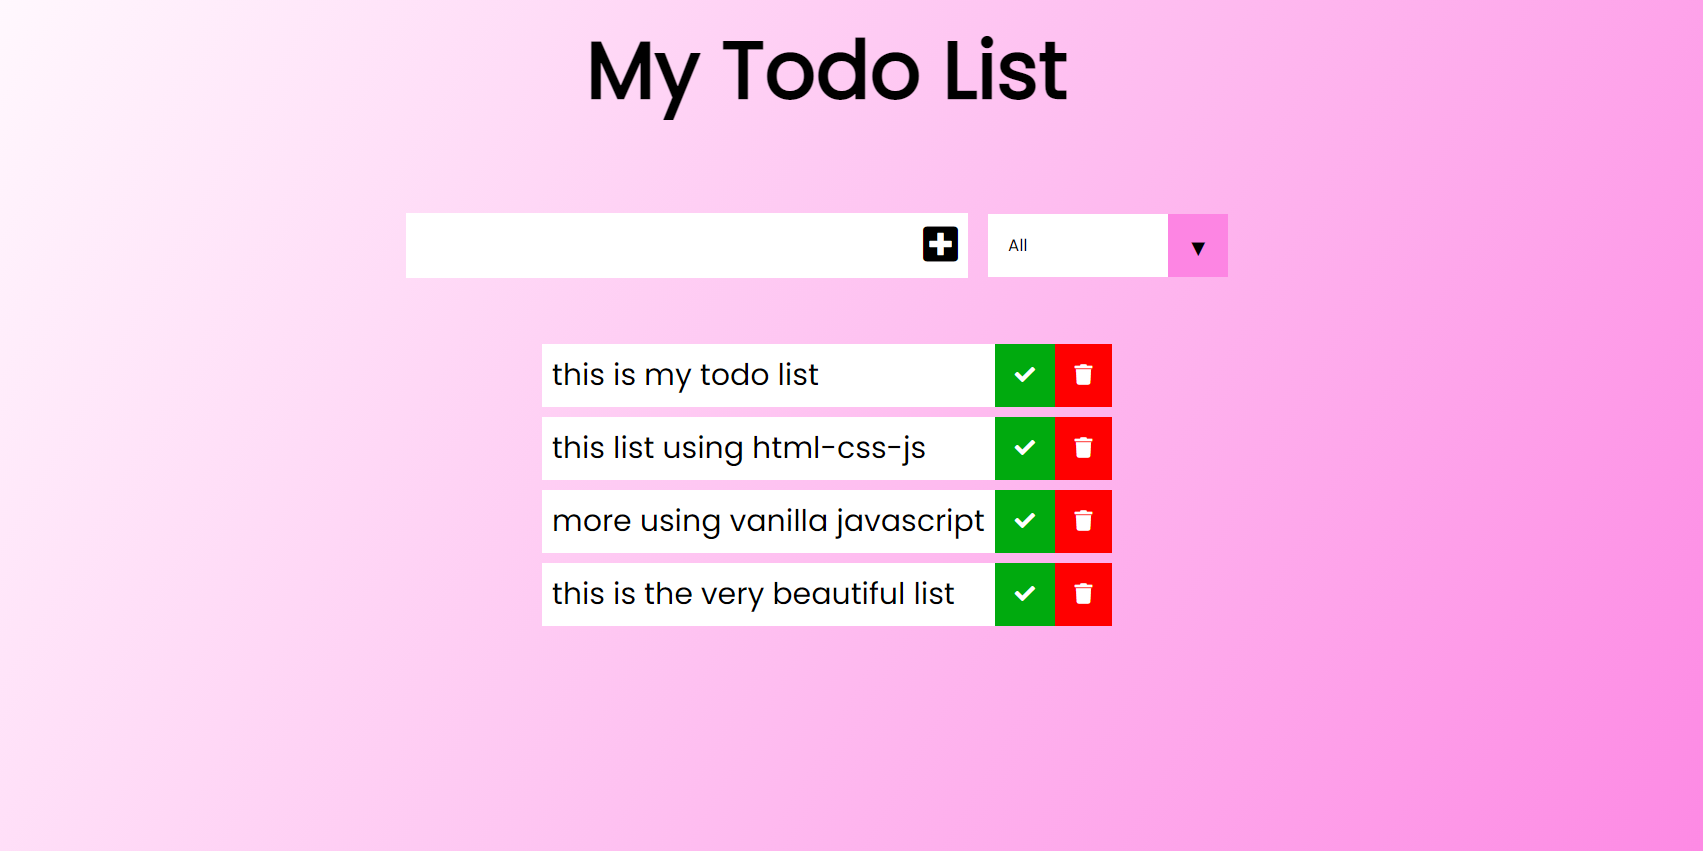 My Todo List
All
this is my todo list
this list using html-css-js
more using vanilla javascript
this is the very beautiful list